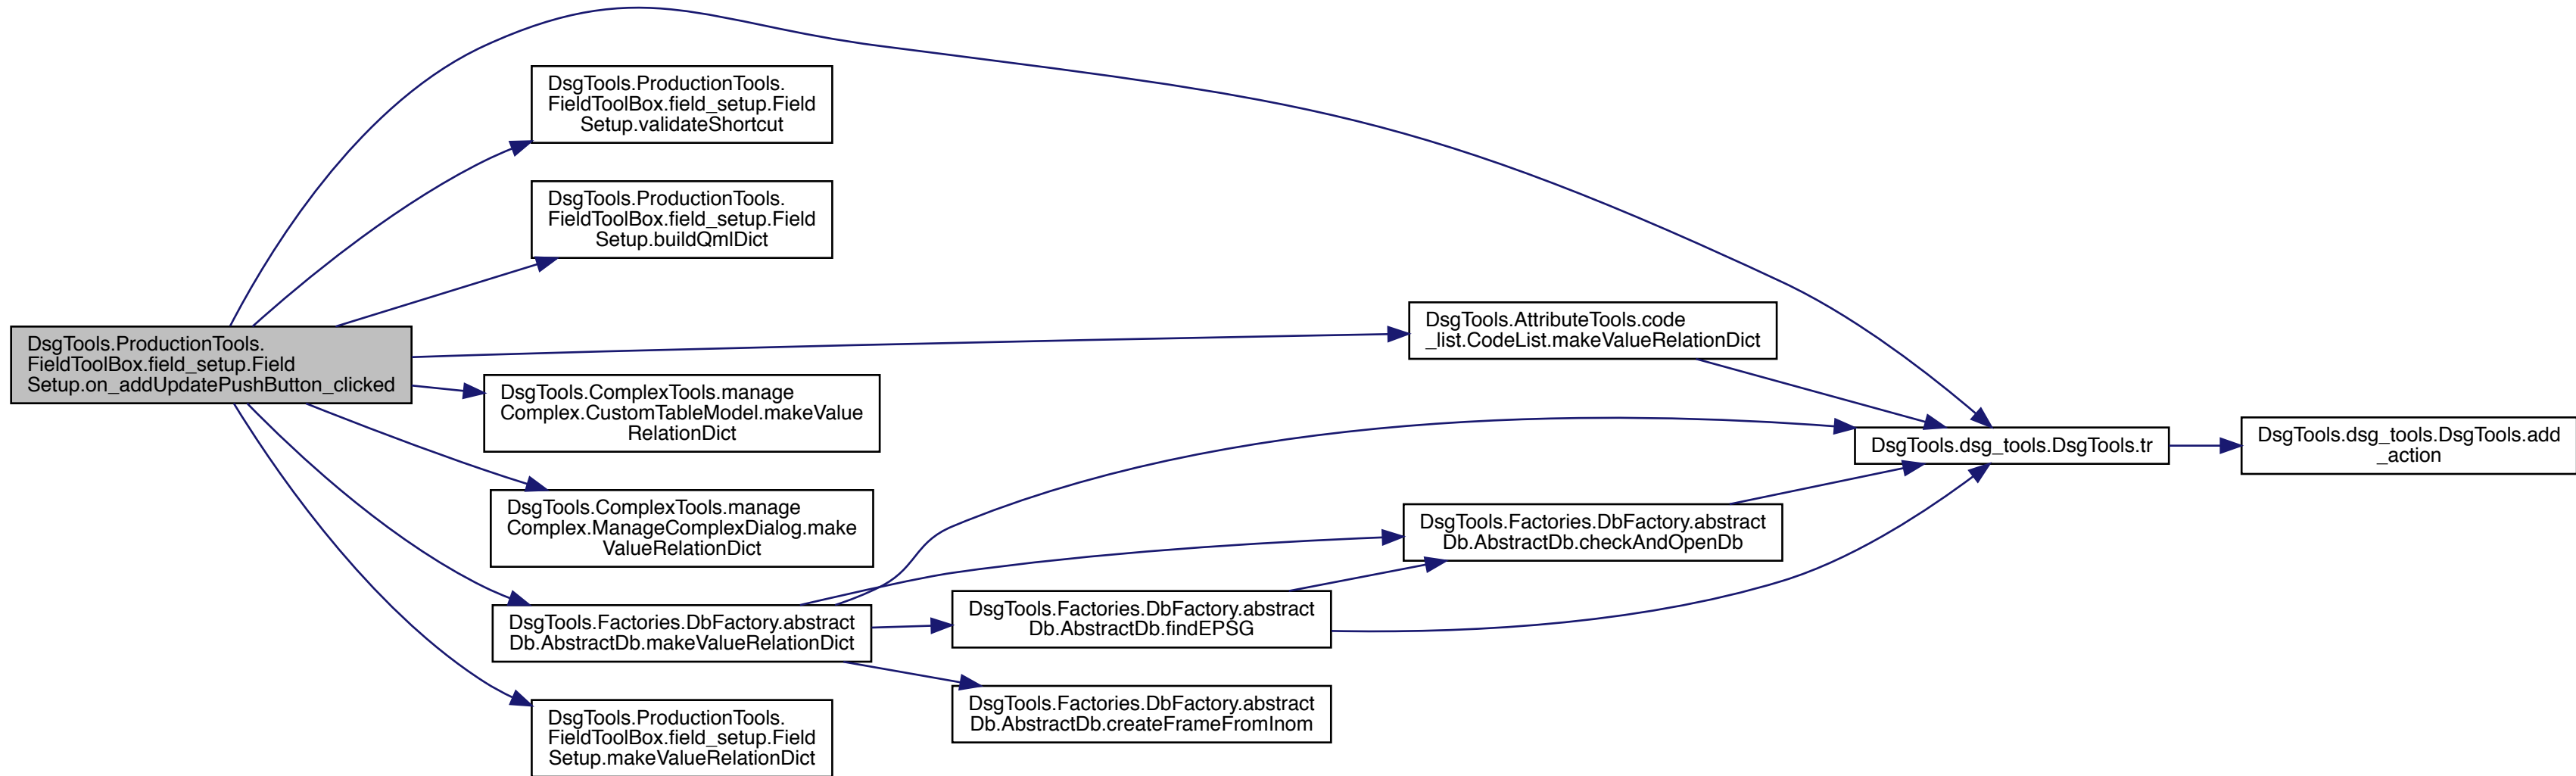 DsgTools.ProductionTools.
FieldToolBox.field_setup.Field
Setup.validateShortcut
DsgTools.ProductionTools.
FieldToolBox.field_setup.Field
Setup.buildQmlDict
DsgTools.ProductionTools.
FieldToolBox.field_setup.Field
Setup.on_addUpdatePushButton_clicked
DsgTools.AttributeTools.code
_list.CodeList.makeValueRelationDict
DsgTools.ComplexTools.manage
Complex.CustomTableModel.makeValue
RelationDict
DsgTools.dsg_tools.DsgTools.tr
DsgTools.dsg_tools.DsgTools.add
_action
DsgTools.ComplexTools.manage
Complex.ManageComplexDialog.make
ValueRelationDict
DsgTools.Factories.DbFactory.abstract
Db.AbstractDb.checkAndOpenDb
DsgTools.Factories.DbFactory.abstract
Db.AbstractDb.makeValueRelationDict
DsgTools.Factories.DbFactory.abstract
Db.AbstractDb.findEPSG
DsgTools.Factories.DbFactory.abstract
Db.AbstractDb.createFrameFromInom
DsgTools.ProductionTools.
FieldToolBox.field_setup.Field
Setup.makeValueRelationDict